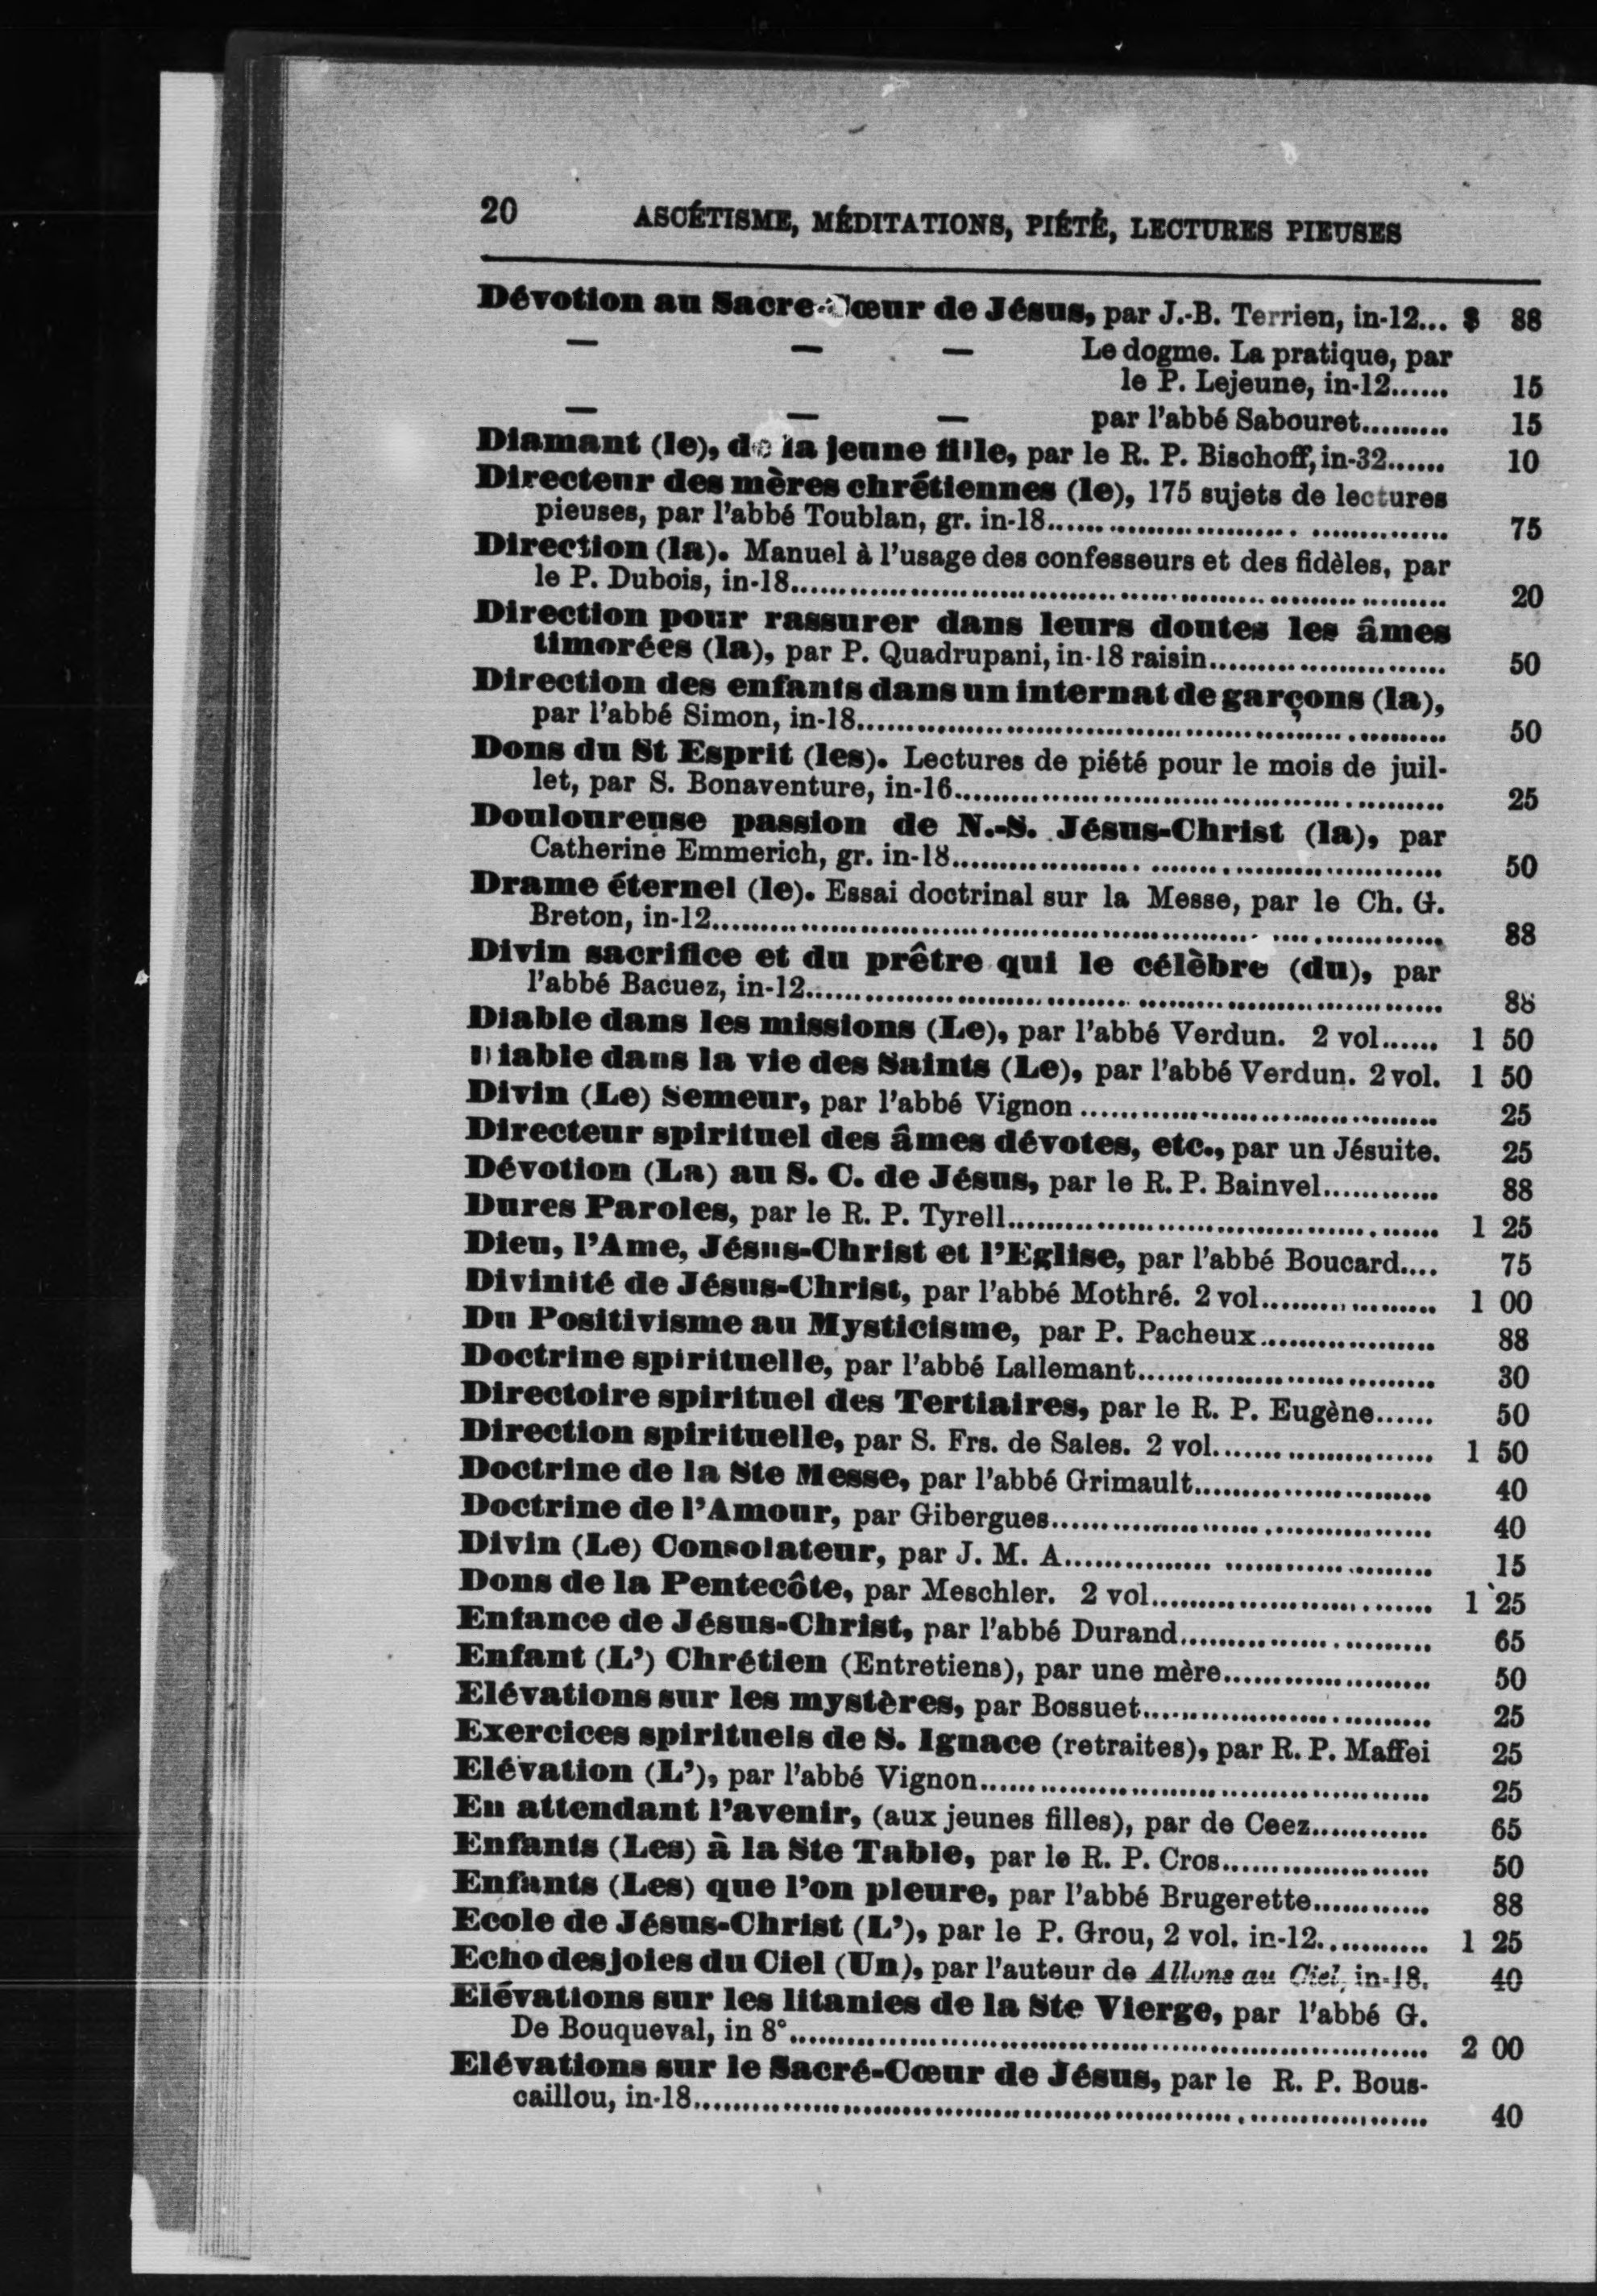 20 ASCÉTISME, MÉDITATIONS, PIÉTÉ, LECTURES PIEUSES
Dévotion au Sacre-Cœur de Jésus, par J.-B. Terrien, in-12... $ 88
— — — Le dogme. La pratique, par
le P. Lejeune, in-12...... 15
— — — par l'abbé Sabouret......... 15
Diamant (le), de la jeune fille, par le R. P. Bischoff, in-32...... 10
Directeur des mères chrétiennes (le), 175 sujets de lectures
pieuses, par l'abbé Toublan, gr. in-18...... 75
Direction (la). Manuel à l'usage des confesseurs et des fidèles, par
le P. Dubois, in-18...... 20
Direction pour rassurer dans leurs doutes les âmes
timorées (la), par P. Quadrupani, in-18 raisin...... 50
Direction des enfants dans un internat de garçons (la),
par l'abbé Simon, in-18...... 50
Dons du St Esprit (les). Lectures de piété pour le mois de juil-
let, par S. Bonaventure, in-16...... 25
Douloureuse passion de N.-S. Jésus-Christ (la), par
Catherine Emmerich, gr. in-18...... 50
Drame éternel (le). Essai doctrinal sur la Messe, par le Ch. G.
Breton, in-12...... 88
Divin sacrifice et du prêtre qui le célèbre (du), par
l'abbé Bacuez, in-12...... 88
Diable dans les missions (Le), par l'abbé Verdun. 2 vol...... 1 50
Diable dans la vie des Saints (Le), par l'abbé Verdun. 2 vol. 1 50
Divin (Le) Semeur, par l'abbé Vignon ...... 25
Directeur spirituel des âmes dévotes, etc., par un Jésuite. 25
Dévotion (La) au S. C. de Jésus, par le R. P. Bainvel...... 88
Dures Paroles, par le R. P. Tyrell...... 1 25
Dieu, l'Ame, Jésus-Christ et l'Eglise, par l'abbé Boucard.... 75
Divinité de Jésus-Christ, par l'abbé Mothré. 2 vol...... 1 00
Du Positivisme au Mysticisme, par P. Pacheux...... 88
Doctrine spirituelle, par l'abbé Lallemant...... 30
Directoire spirituel des Tertiaires, par le R. P. Eugène...... 50
Direction spirituelle, par S. Frs. de Sales. 2 vol...... 1 50
Doctrine de la Ste Messe, par l'abbé Grimault...... 40
Doctrine de l'Amour, par Gibergues...... 40
Divin (Le) Consolateur, par J. M. A...... 15
Dons de la Pentecôte, par Meschler. 2 vol...... 1 25
Enfance de Jésus-Christ, par l'abbé Durand...... 65
Enfant (L') Chrétien (Entretiens), par une mère...... 50
Elévations sur les mystères, par Bossuet...... 25
Exercices spirituels de S. Ignace (retraites), par R. P. Maffei 25
Elévation (L'), par l'abbé Vignon...... 25
En attendant l'avenir, (aux jeunes filles), par de Ceez...... 65
Enfants (Les) à la Ste Table, par le R. P. Cros...... 50
Enfants (Les) que l'on pleure, par l'abbé Brugerette...... 88
Ecole de Jésus-Christ (L'), par le P. Grou, 2 vol. in-12...... 1 25
Echo des joies du Ciel (Un), par l'auteur de Allons au Ciel, in-18. 40
Elévations sur les litanies de la Ste Vierge, par l'abbé G.
De Bouqueval, in 8°...... 2 00
Elévations sur le Sacré-Cœur de Jésus, par le R. P. Bous-
caillou, in-18...... 40